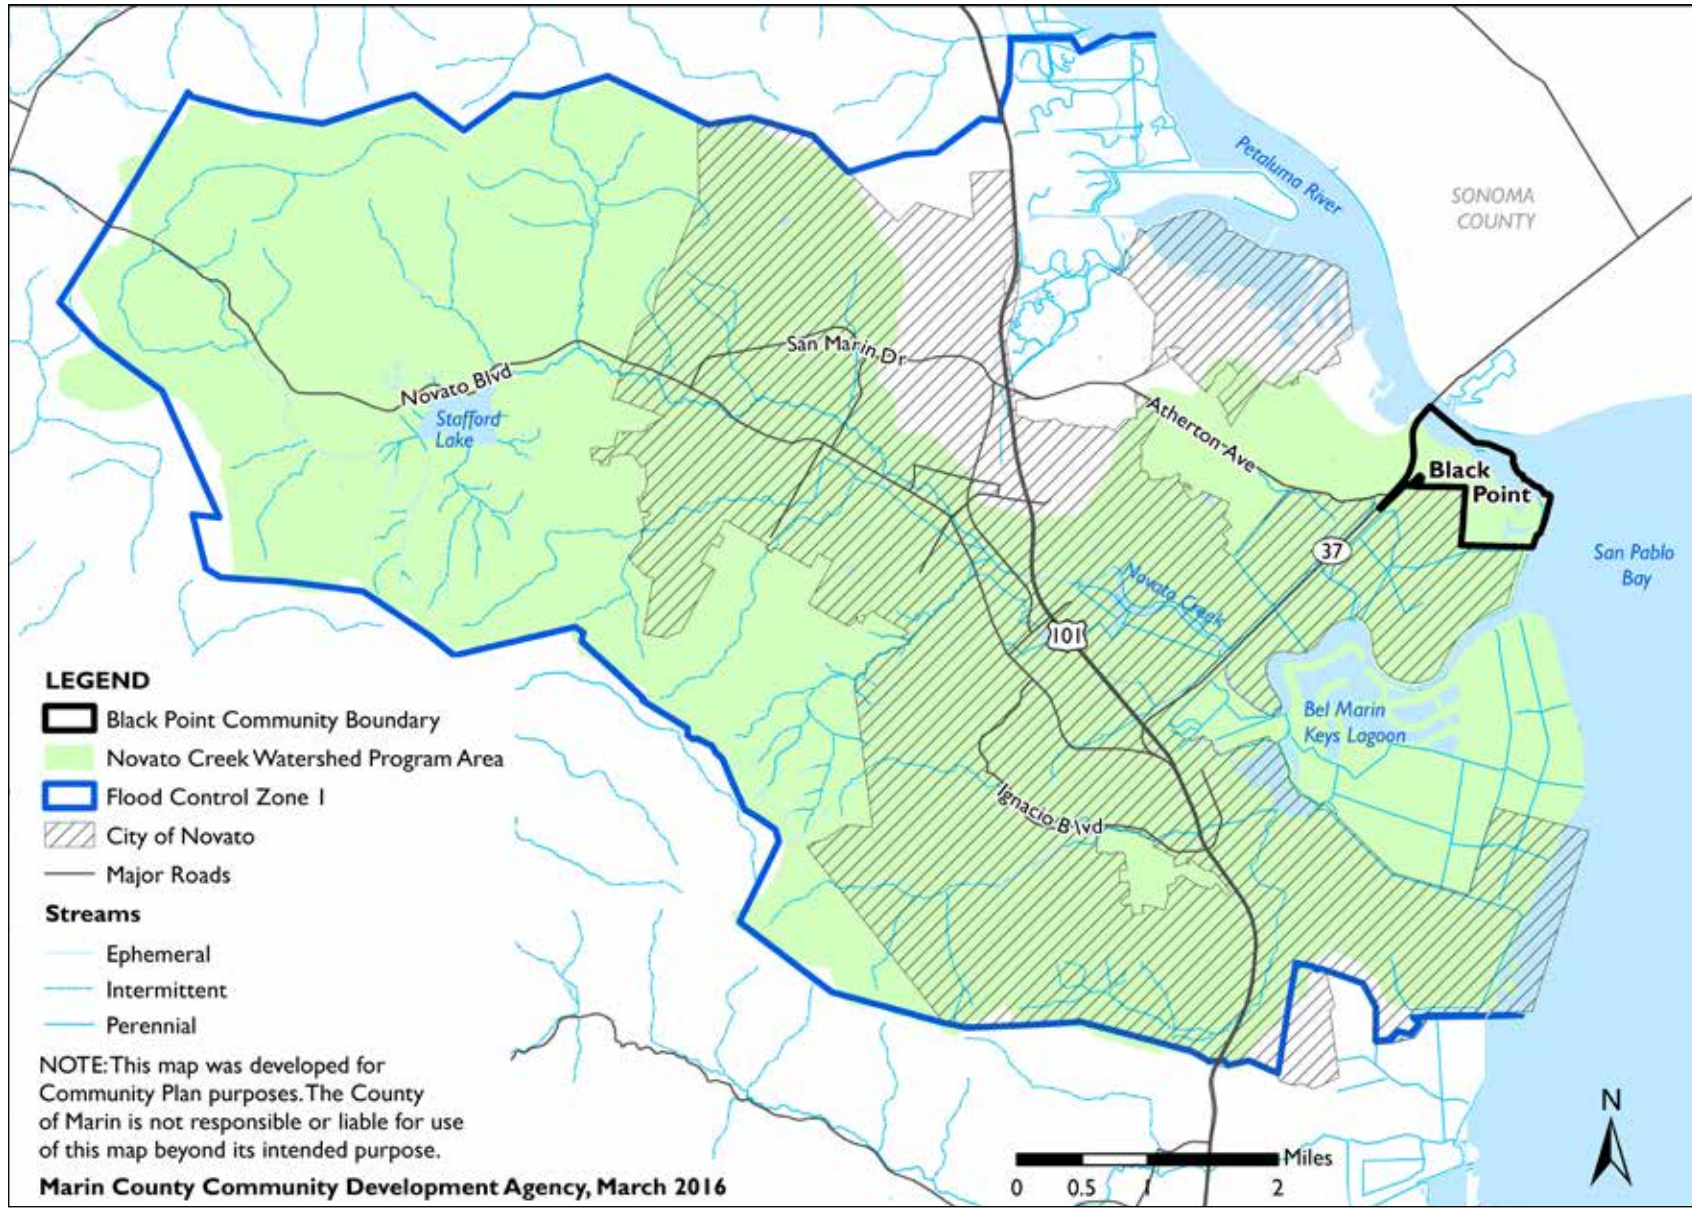 Petaluma River
SONOMA
COUNTY
San Marin Dr
Novato Blvd
Stafford
Lake
Atherton Ave
Black
Point
37
San Pablo
Bay
Novato Creek
101
Bel Marin
Keys Lagoon
Ignacio Blvd
LEGEND
Black Point Community Boundary
Novato Creek Watershed Program Area
Flood Control Zone 1
City of Novato
Major Roads
Streams
Ephemeral
Intermittent
Perennial
NOTE: This map was developed for
Community Plan purposes. The County
of Marin is not responsible or liable for use
of this map beyond its intended purpose.
Marin County Community Development Agency, March 2016
N
Miles
0 0.5 1 2